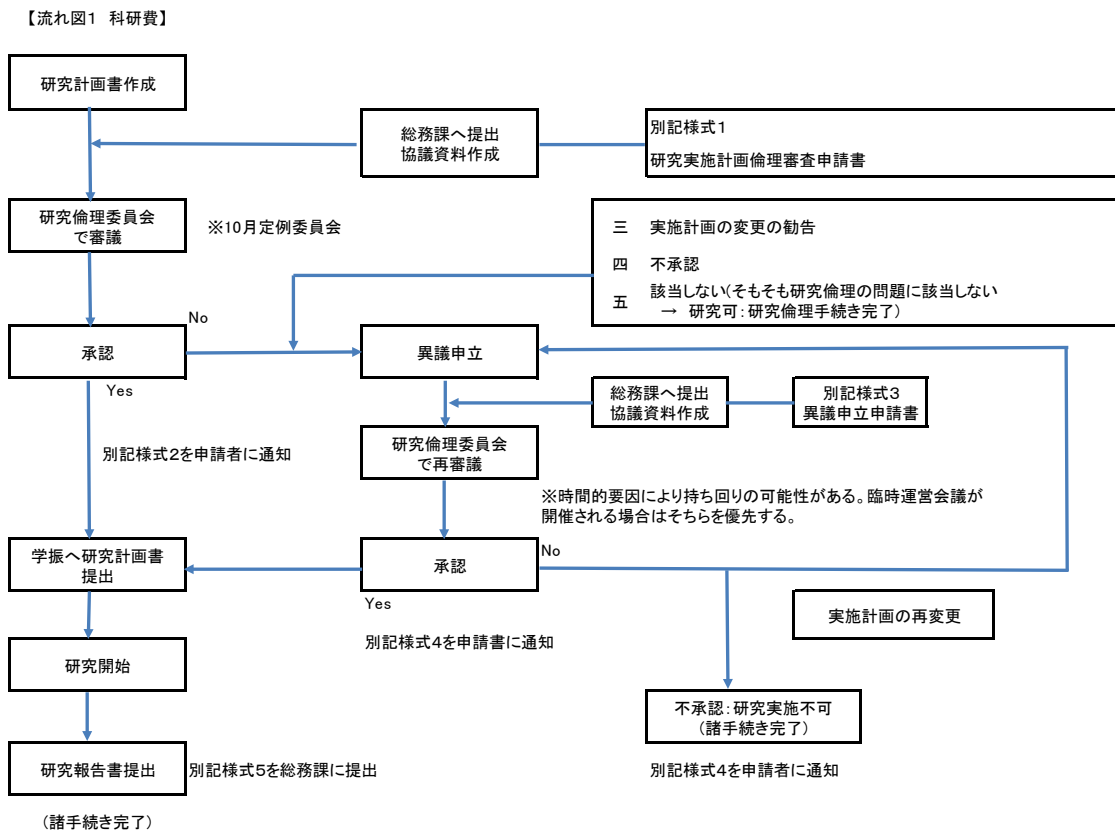 【流れ図1 科研費】
研究計画書作成
総務課へ提出
協議資料作成
別記様式1
研究実施計画倫理審査申請書
研究倫理委員会
で審議
※10月定例委員会
三 実施計画の変更の勧告
四 不承認
五 該当しない(そもそも研究倫理の問題に該当しない
→ 研究可:研究倫理手続き完了)
No
承認
異議申立
Yes
総務課へ提出
協議資料作成
別記様式3
異議申立申請書
別記様式2を申請者に通知
研究倫理委員会
で再審議
※時間的要因により持ち回りの可能性がある。臨時運営会議が
開催される場合はそちらを優先する。
学振へ研究計画書
提出
承認
No
Yes
実施計画の再変更
別記様式4を申請書に通知
研究開始
不承認:研究実施不可
(諸手続き完了)
研究報告書提出
別記様式5を総務課に提出
別記様式4を申請者に通知
(諸手続き完了)